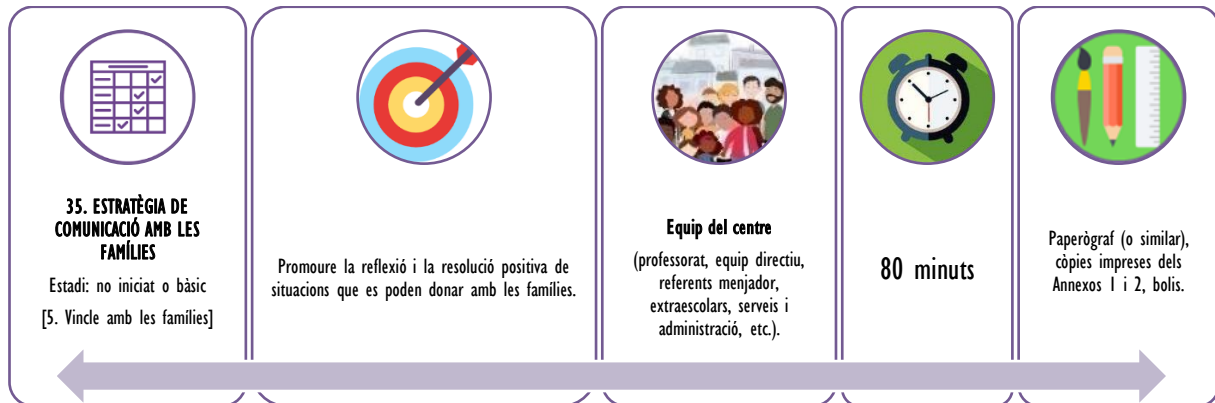 35. ESTRATÈGIA DE
COMUNICACIÓ AMB LES
FAMÍLIES
Estadi: no iniciat o bàsic
[5. Vincle amb les famílies]
Promoure la reflexió i la resolució positiva de
situacions que es poden donar amb les famílies.
Equip del centre
(professorat, equip directiu,
referents menjador,
extraescolars, serveis i
administració, etc.).
80 minuts
Paperògraf (o similar),
còpies impreses dels
Annexos 1 i 2, bolis.